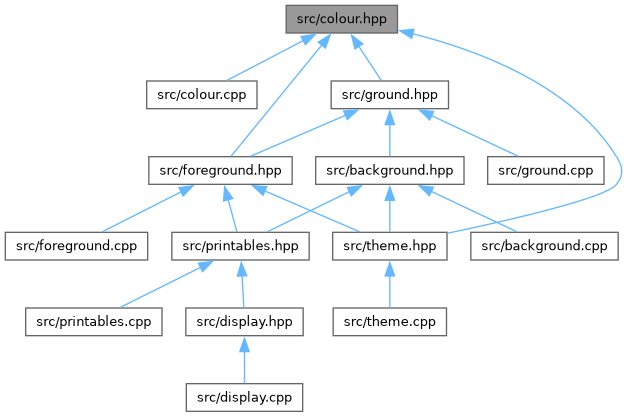 src/colour.hpp
src/colour.cpp
src/ground.hpp
src/foreground.hpp
src/background.hpp
src/ground.cpp
src/foreground.cpp
src/printables.hpp
src/theme.hpp
src/background.cpp
src/printables.cpp
src/display.hpp
src/theme.cpp
src/display.cpp